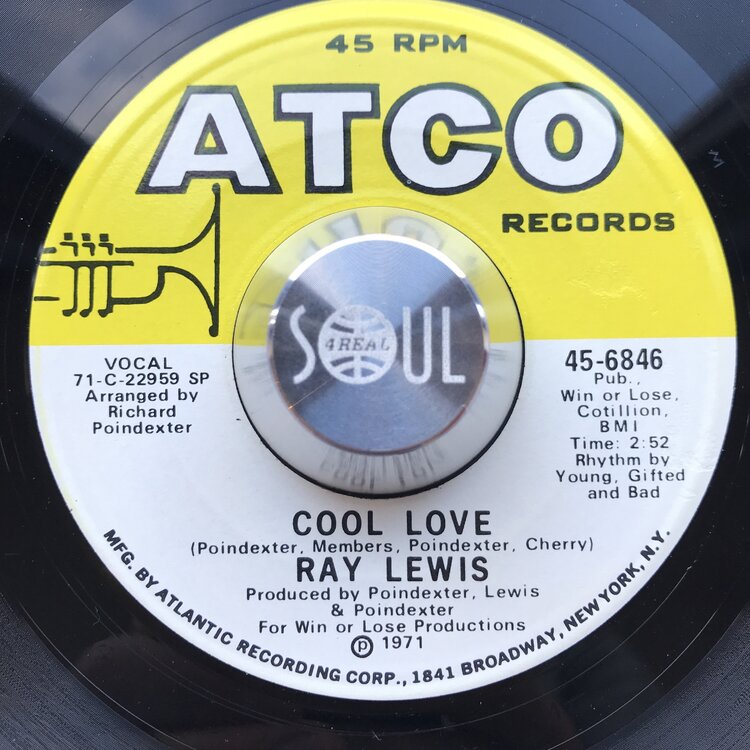 45 RPM
ATCO
RECORDS
SOUL
4 REAL
VOCAL
71-C-22959 SP
Arranged by
Richard
Poindexter
45-6846
Pub.,
Win or Lose,
Cotillion,
BMI
Time: 2:52
Rhythm by
Young, Gifted
and Bad
COOL LOVE
(Poindexter, Members, Poindexter, Cherry)
RAY LEWIS
Produced by Poindexter, Lewis
& Poindexter
For Win or Lose Productions
℗ 1971
MFG. BY ATLANTIC RECORDING CORP., 1841 BROADWAY, NEW YORK, N.Y.